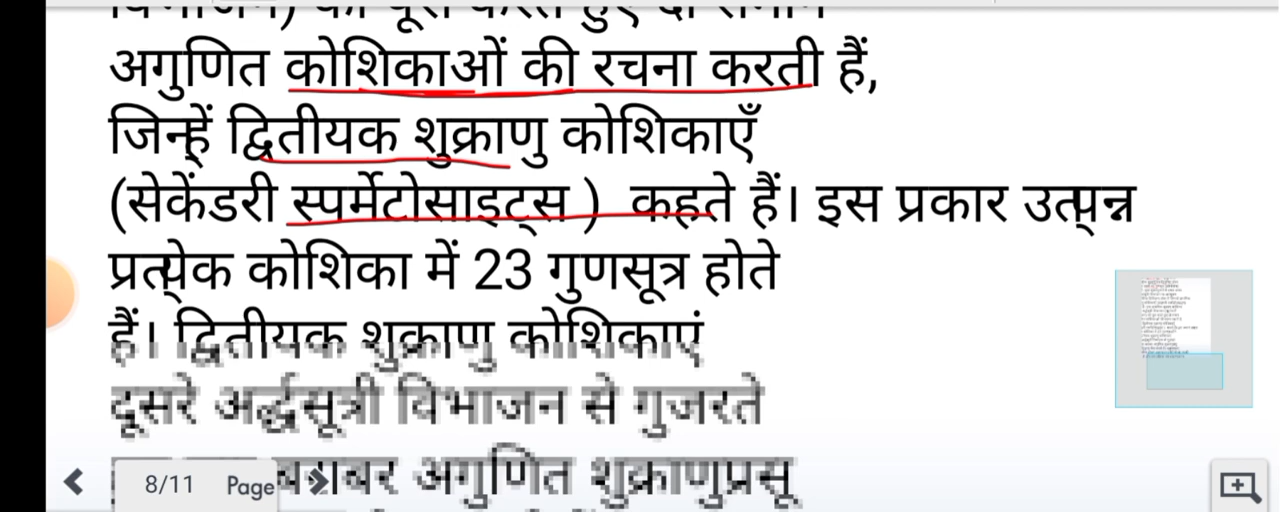 अगुणित कोशिकाओं की रचना करती हैं,
जिन्हें द्वितीयक शुक्राणु कोशिकाएँ
(सेकेंडरी स्पर्मेटोसाइट्स ) कहते हैं। इस प्रकार उत्पन्न
प्रत्येक कोशिका में 23 गुणसूत्र होते
हैं। द्वितीयक शुक्राणु कोशिकाएं
दूसरे अर्द्धसूत्री विभाजन से गुजरते
बराबर अगुणित शुक्राणुप्रसू
8/11 Page